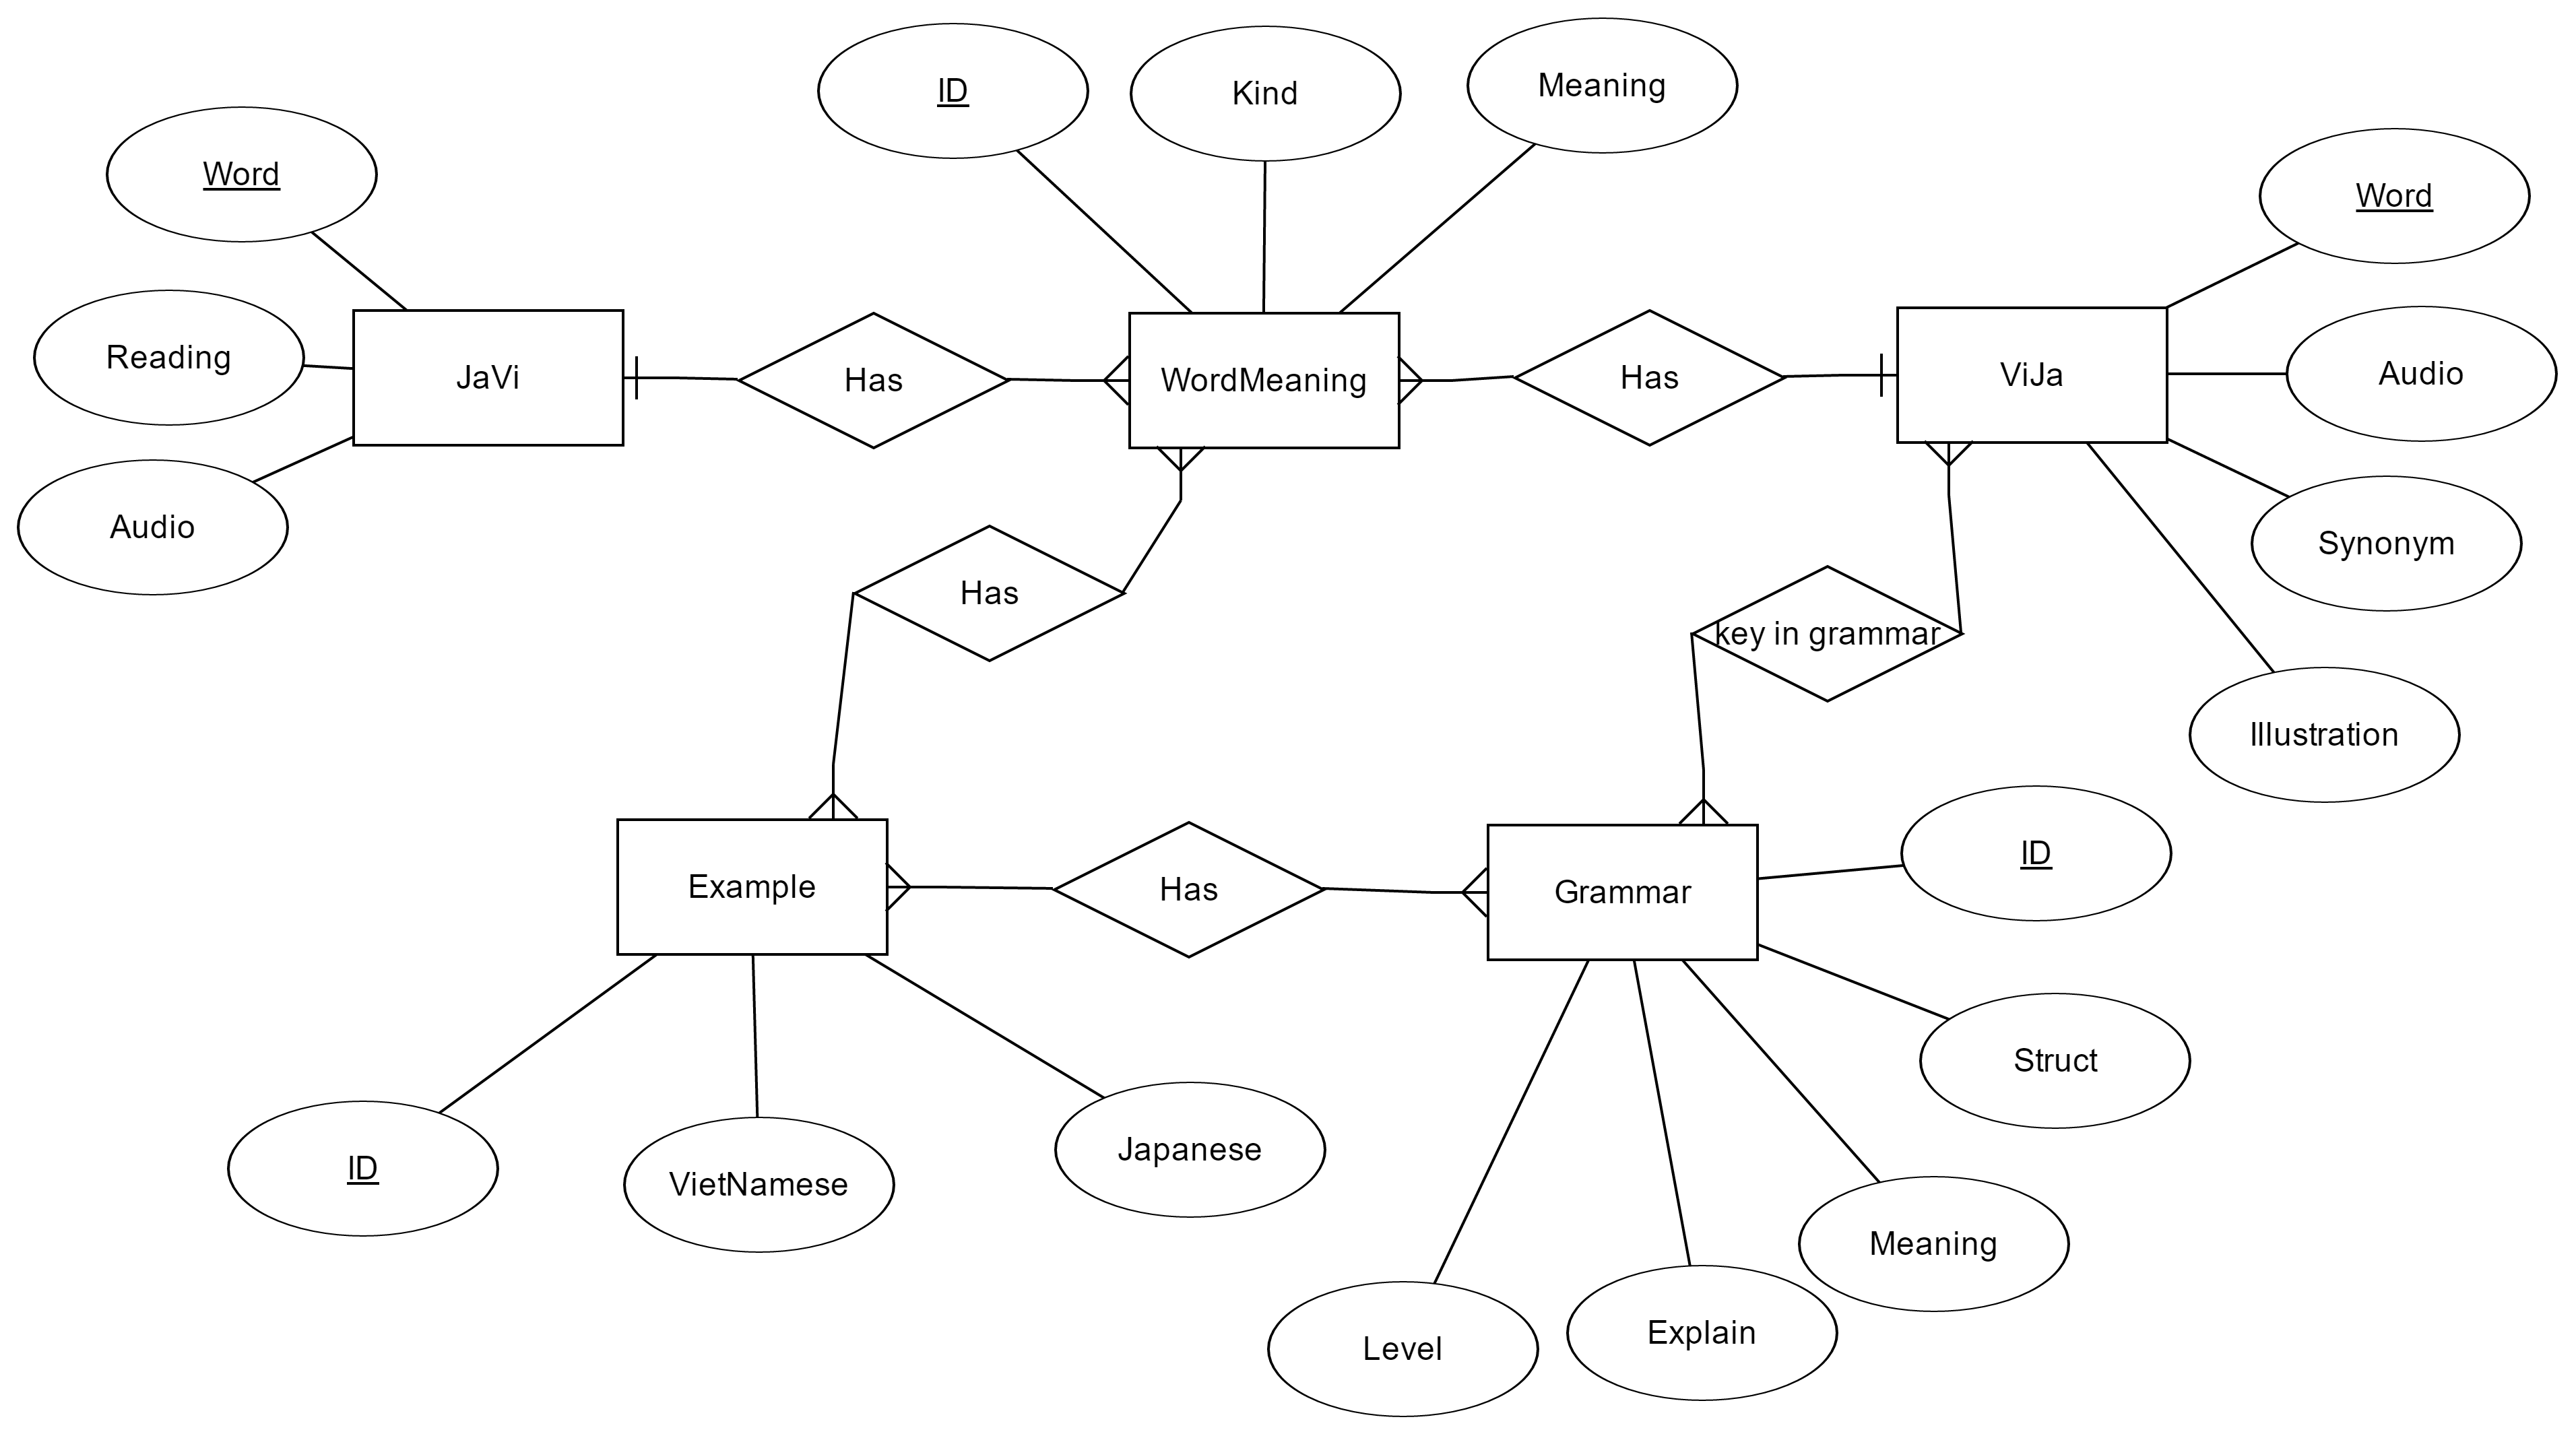 ID
Kind
Meaning
Word
Word
Reading
JaVi
Has
WordMeaning
Has
ViJa
Audio
Audio
Synonym
Has
key in grammar
Illustration
ID
Example
Has
Grammar
Struct
ID
VietNamese
Japanese
Meaning
Level
Explain